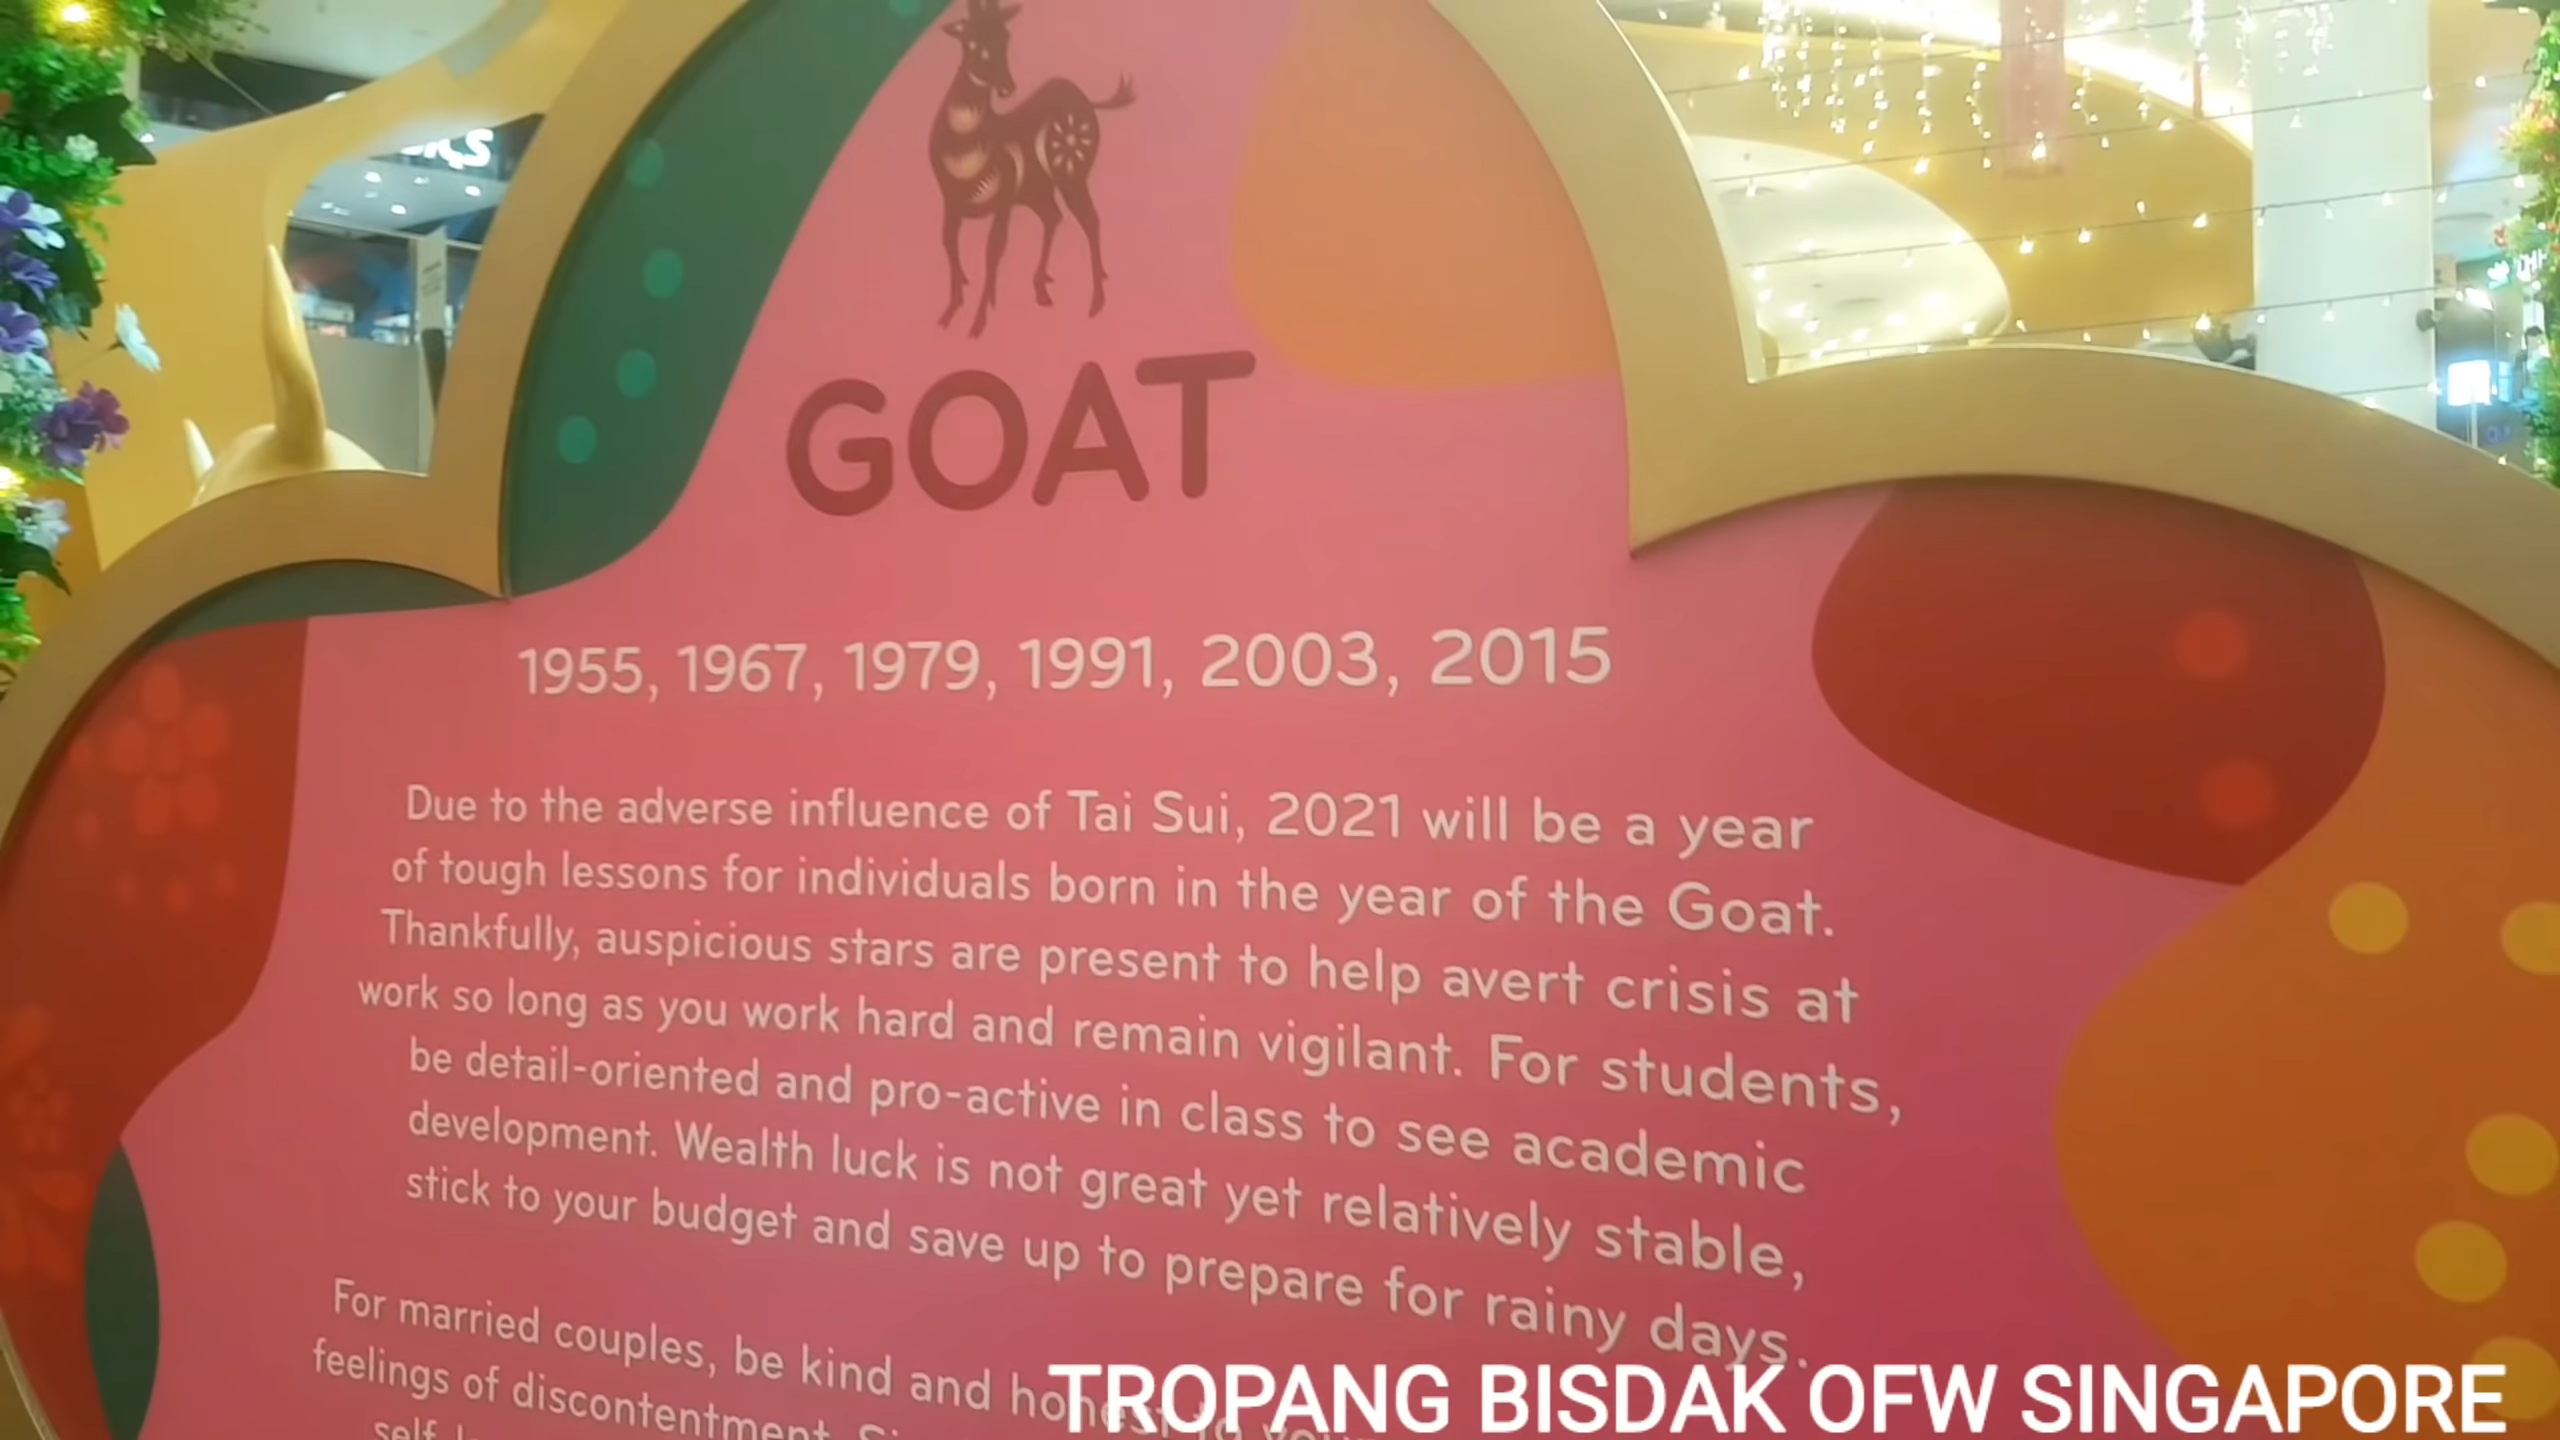 GOAT
1955, 1967, 1979, 1991, 2003, 2015
Due to the adverse influence of Tai Sui, 2021 will be a year
of tough lessons for individuals born in the year of the Goat.
Thankfully, auspicious stars are present to help avert crisis at
work so long as you work hard and remain vigilant. For students,
be detail-oriented and pro-active in class to see academic
development. Wealth luck is not great yet relatively stable,
stick to your budget and save up to prepare for rainy days.
For married couples, be kind and honest to
feelings of discontentment.
self
TROPANG BISDAK OFW SINGAPORE